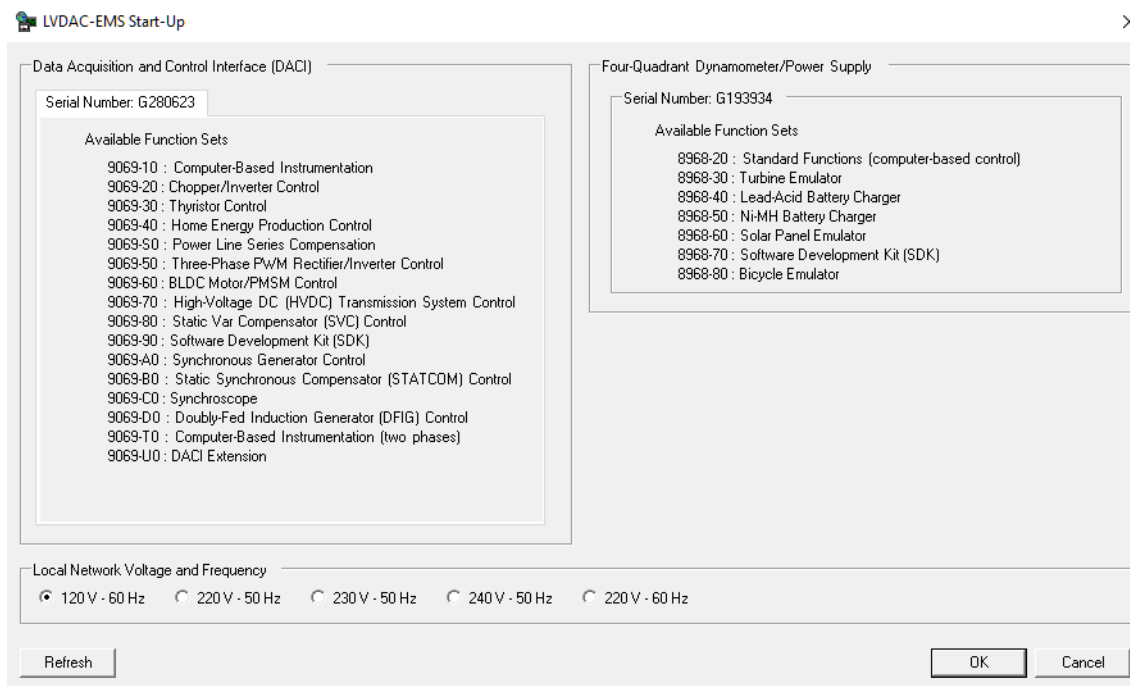 LVDAC-EMS Start-Up
Data Acquisition and Control Interface (DACI)
Serial Number: G280623
Available Function Sets
9069-10 : Computer-Based Instrumentation
9069-20 : Chopper/Inverter Control
9069-30 : Thyristor Control
9069-40 : Home Energy Production Control
9069-S0 : Power Line Series Compensation
9069-50 : Three-Phase PWM Rectifier/Inverter Control
9069-60 : BLDC Motor/PMSM Control
9069-70 : High-Voltage DC (HVDC) Transmission System Control
9069-80 : Static Var Compensator (SVC) Control
9069-90 : Software Development Kit (SDK)
9069-A0 : Synchronous Generator Control
9069-B0 : Static Synchronous Compensator (STATCOM) Control
9069-C0 : Synchroscope
9069-D0 : Doubly-Fed Induction Generator (DFIG) Control
9069-T0 : Computer-Based Instrumentation (two phases)
9069-U0 : DACI Extension
Four-Quadrant Dynamometer/Power Supply
Serial Number: G193934
Available Function Sets
8968-20 : Standard Functions (computer-based control)
8968-30 : Turbine Emulator
8968-40 : Lead-Acid Battery Charger
8968-50 : Ni-MH Battery Charger
8968-60 : Solar Panel Emulator
8968-70 : Software Development Kit (SDK)
8968-80 : Bicycle Emulator
Local Network Voltage and Frequency
120 V - 60 Hz 220 V - 50 Hz 230 V - 50 Hz 240 V - 50 Hz 220 V - 60 Hz
Refresh OK Cancel